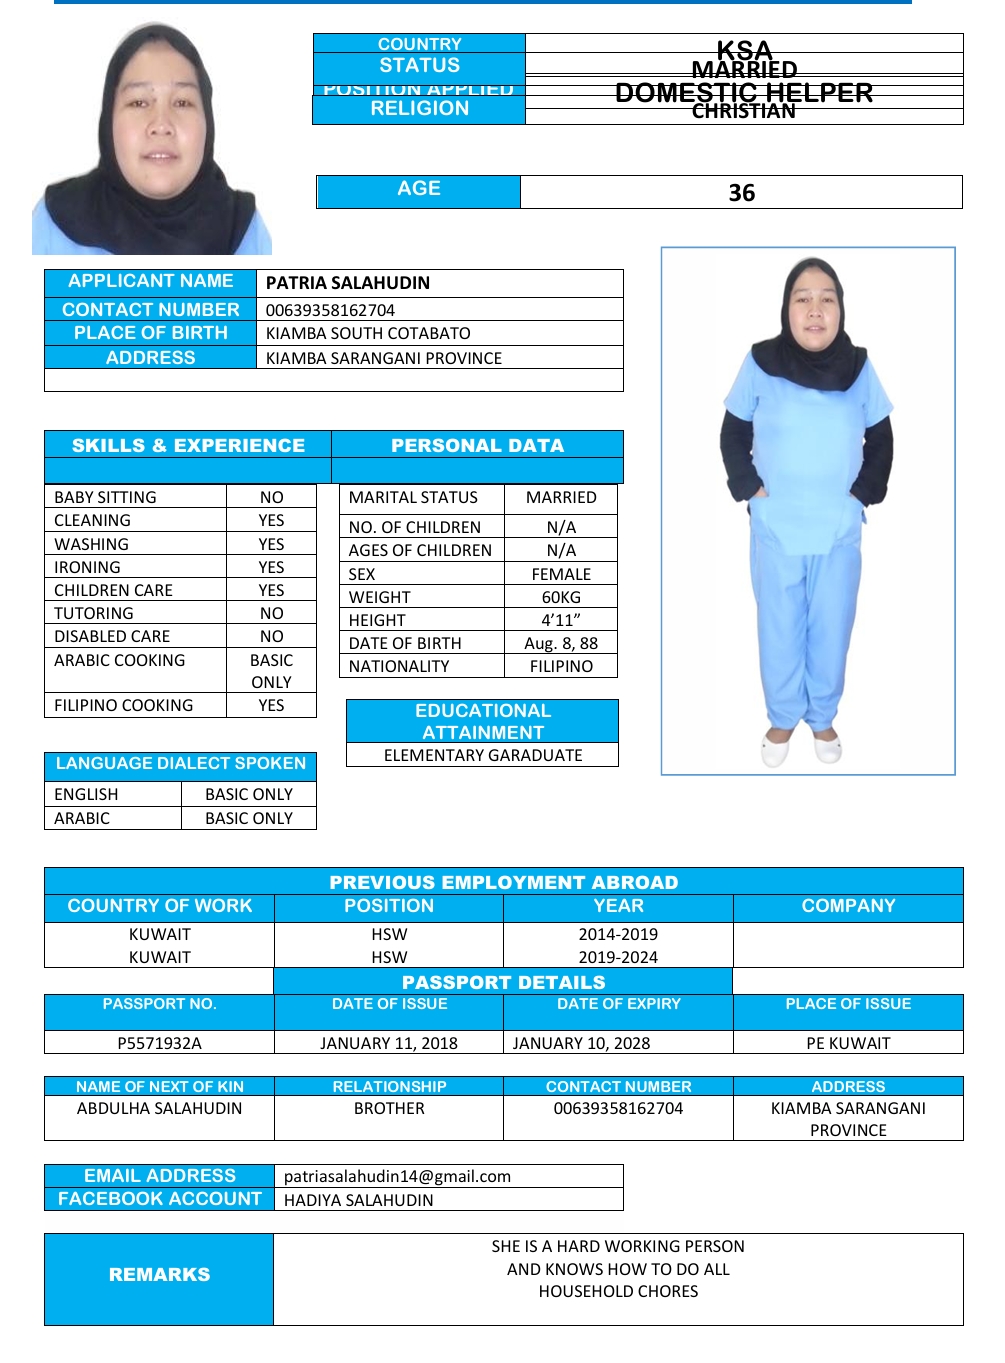 COUNTRY KSA
STATUS MARRIED
POSITION APPLIED DOMESTIC HELPER
RELIGION CHRISTIAN
AGE 36
APPLICANT NAME PATRIA SALAHUDIN
CONTACT NUMBER 00639358162704
PLACE OF BIRTH KIAMBA SOUTH COTABATO
ADDRESS KIAMBA SARANGANI PROVINCE
SKILLS & EXPERIENCE PERSONAL DATA
BABY SITTING NO
CLEANING YES
WASHING YES
IRONING YES
CHILDREN CARE YES
TUTORING NO
DISABLED CARE NO
ARABIC COOKING BASIC
ONLY
FILIPINO COOKING YES
MARITAL STATUS MARRIED
NO. OF CHILDREN N/A
AGES OF CHILDREN N/A
SEX FEMALE
WEIGHT 60KG
HEIGHT 4’11”
DATE OF BIRTH Aug. 8, 88
NATIONALITY FILIPINO
EDUCATIONAL
ATTAINMENT
ELEMENTARY GARADUATE
LANGUAGE DIALECT SPOKEN
ENGLISH BASIC ONLY
ARABIC BASIC ONLY
PREVIOUS EMPLOYMENT ABROAD
COUNTRY OF WORK POSITION YEAR COMPANY
KUWAIT HSW 2014-2019
KUWAIT HSW 2019-2024
PASSPORT DETAILS
PASSPORT NO. DATE OF ISSUE DATE OF EXPIRY PLACE OF ISSUE
P5571932A JANUARY 11, 2018 JANUARY 10, 2028 PE KUWAIT
NAME OF NEXT OF KIN RELATIONSHIP CONTACT NUMBER ADDRESS
ABDULHA SALAHUDIN BROTHER 00639358162704 KIAMBA SARANGANI
PROVINCE
EMAIL ADDRESS patriasalahudin14@gmail.com
FACEBOOK ACCOUNT HADIYA SALAHUDIN
REMARKS
SHE IS A HARD WORKING PERSON
AND KNOWS HOW TO DO ALL
HOUSEHOLD CHORES